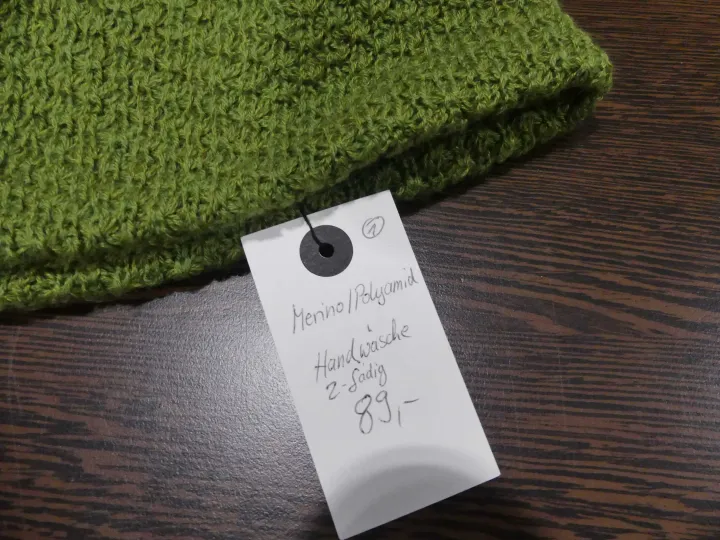 1
Merino/Polyamid
Handwäsche
2-fädig
89,-